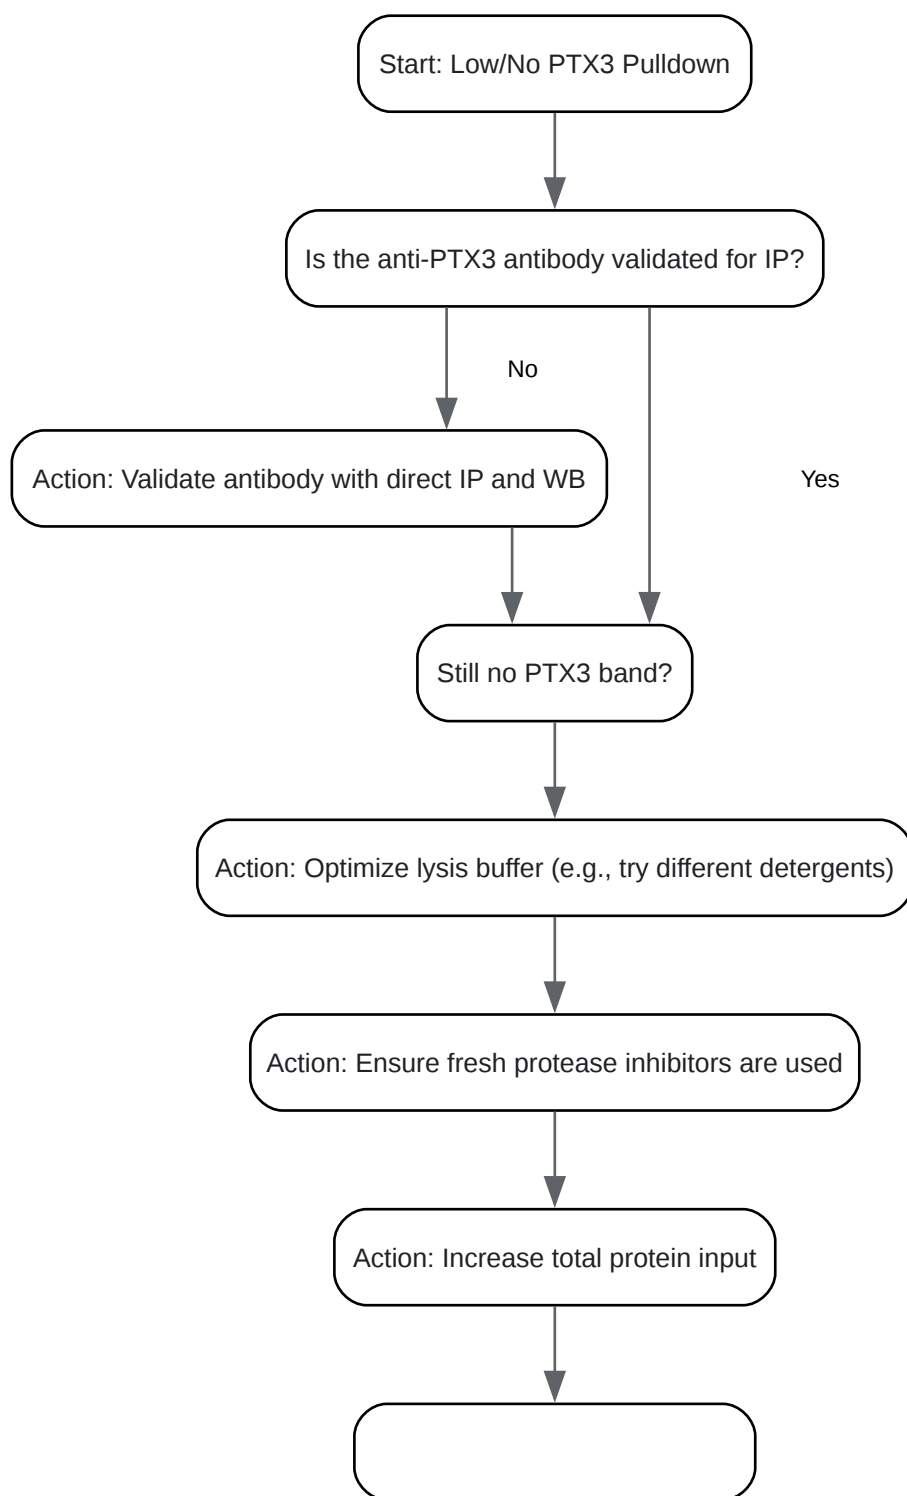 Start: Low/No PTX3 Pulldown
Is the anti-PTX3 antibody validated for IP?
No
Action: Validate antibody with direct IP and WB
Yes
Still no PTX3 band?
Action: Optimize lysis buffer (e.g., try different detergents)
Action: Ensure fresh protease inhibitors are used
Action: Increase total protein input